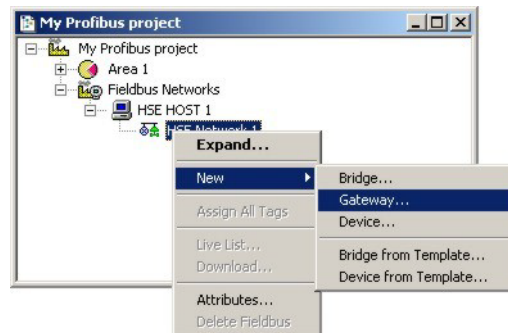 My Profibus project
My Profibus project
Area 1
Fieldbus Networks
HSE HOST 1
HSE Network 1
Expand...
New
Bridge...
Gateway...
Assign All Tags
Device...
Live List...
Bridge from Template...
Download...
Device from Template...
Attributes...
Delete Fieldbus